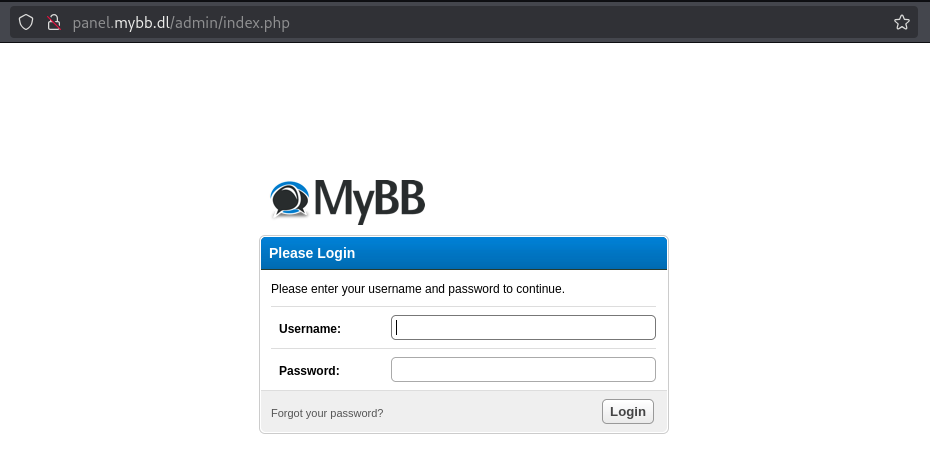 panel.mybb.dl/admin/index.php
MyBB
Please Login
Please enter your username and password to continue.
Username:
Password:
Forgot your password? Login